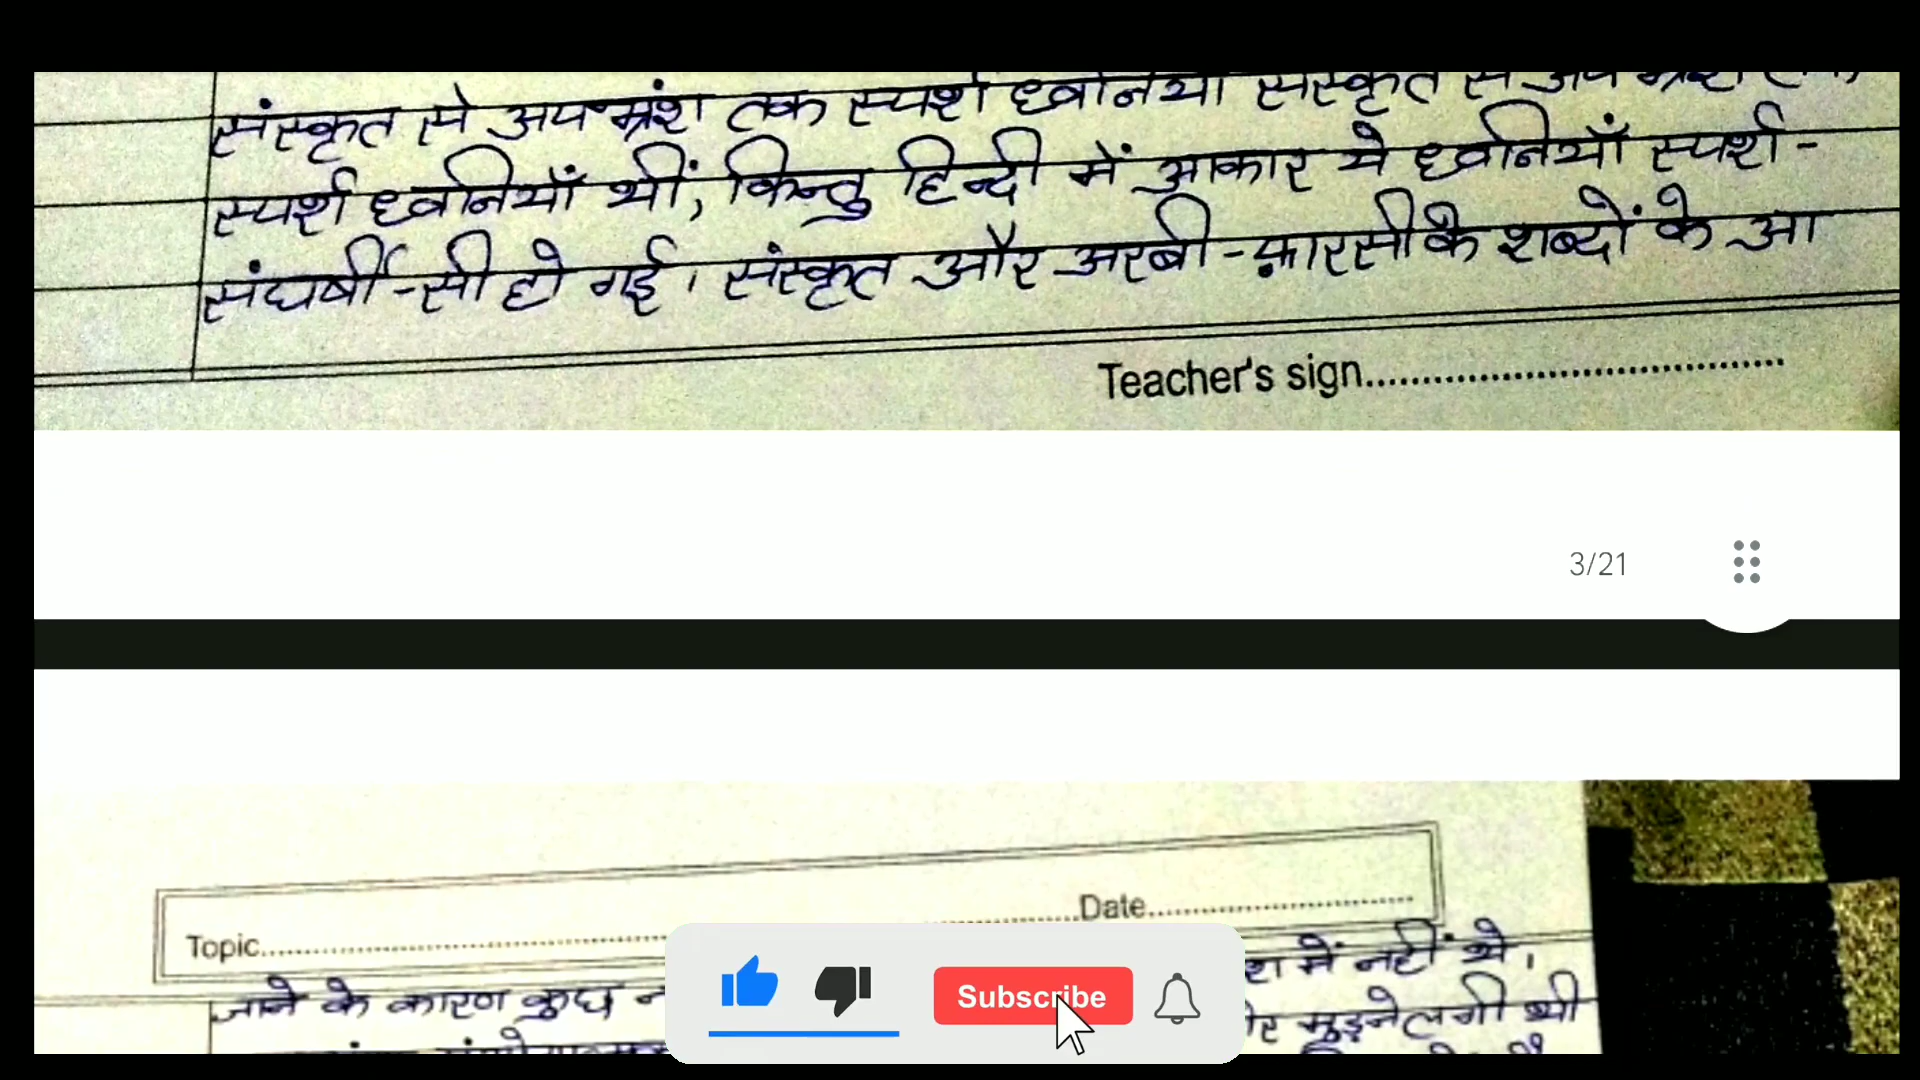 संस्कृत से अपभ्रंश तक स्पर्श ध्वनियाँ संस्कृत से
स्पर्श ध्वनियाँ थीं, किन्तु हिन्दी में आकार ये ध्वनियाँ स्पर्श-
संघर्षी-सी हो गई। संस्कृत और अरबी-फ़ारसी के शब्दों के आ
Teacher's sign
3/21
Topic Date
जाने के कारण कुछ में नहीं थे।
मुड़ने लगी थी
Subscribe